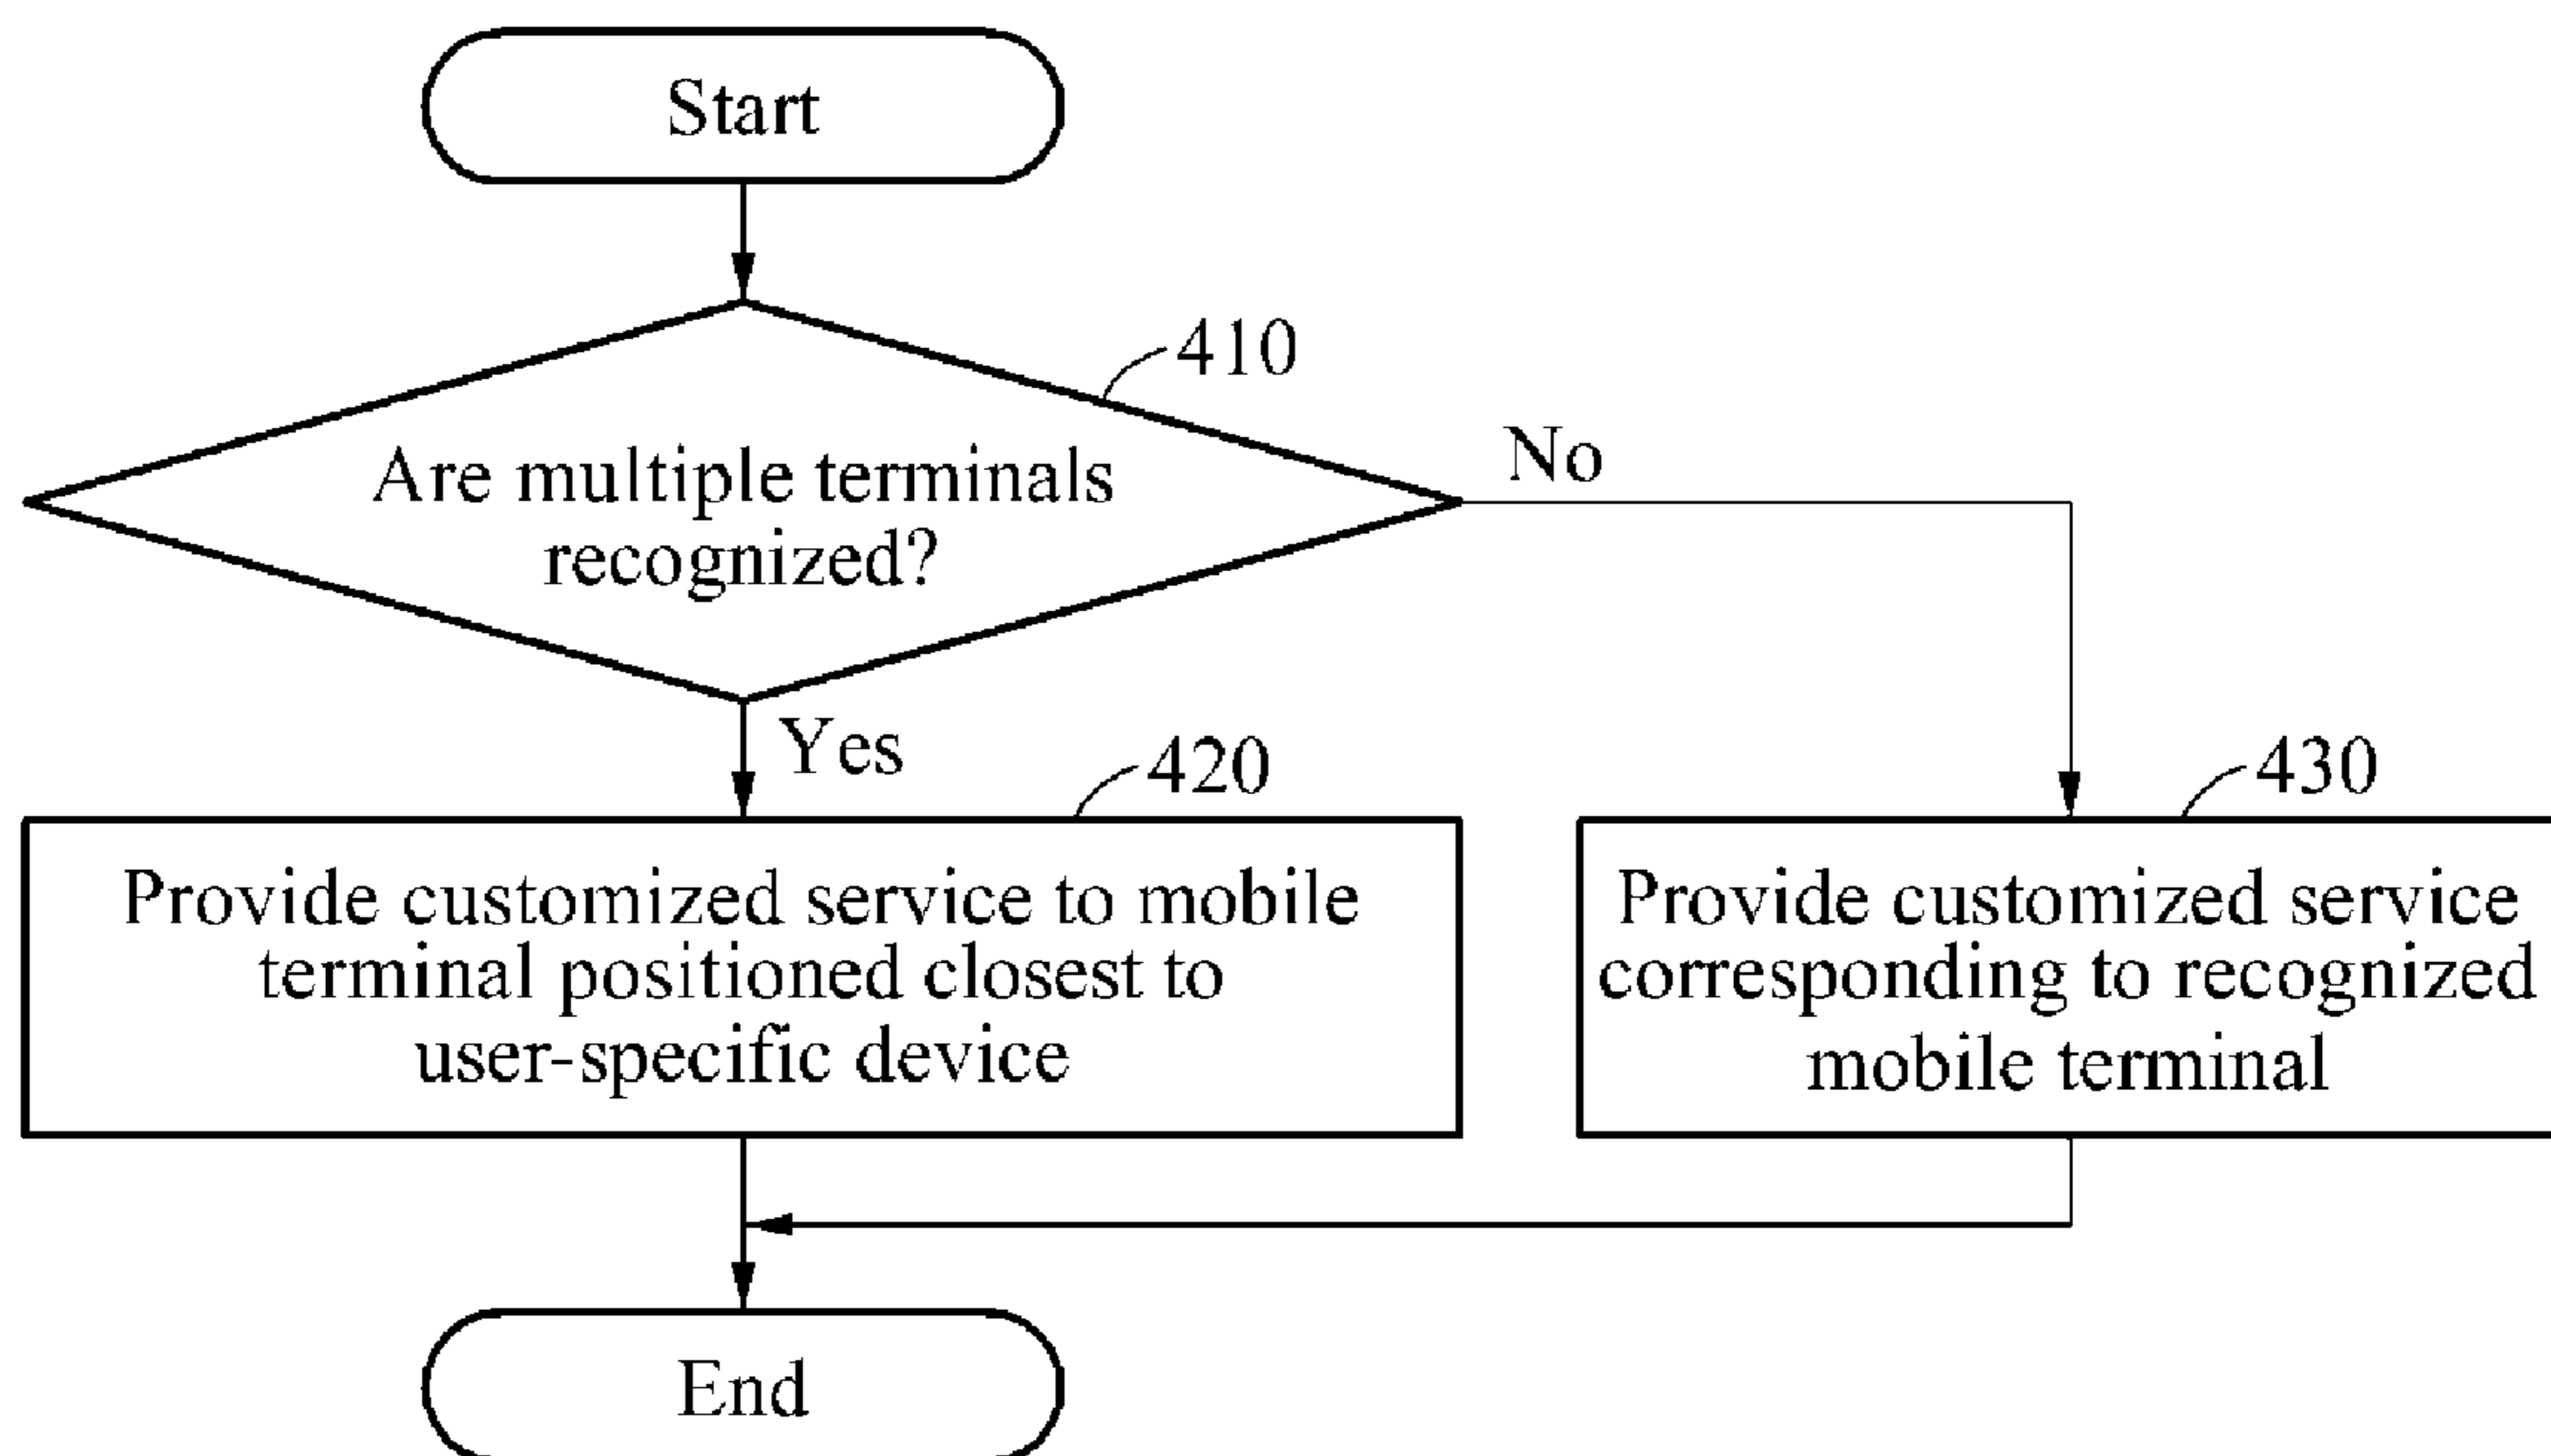 Start
410
Are multiple terminals
recognized?
No
Yes
420
430
Provide customized service to mobile
terminal positioned closest to
user-specific device
Provide customized service
corresponding to recognized
mobile terminal
End